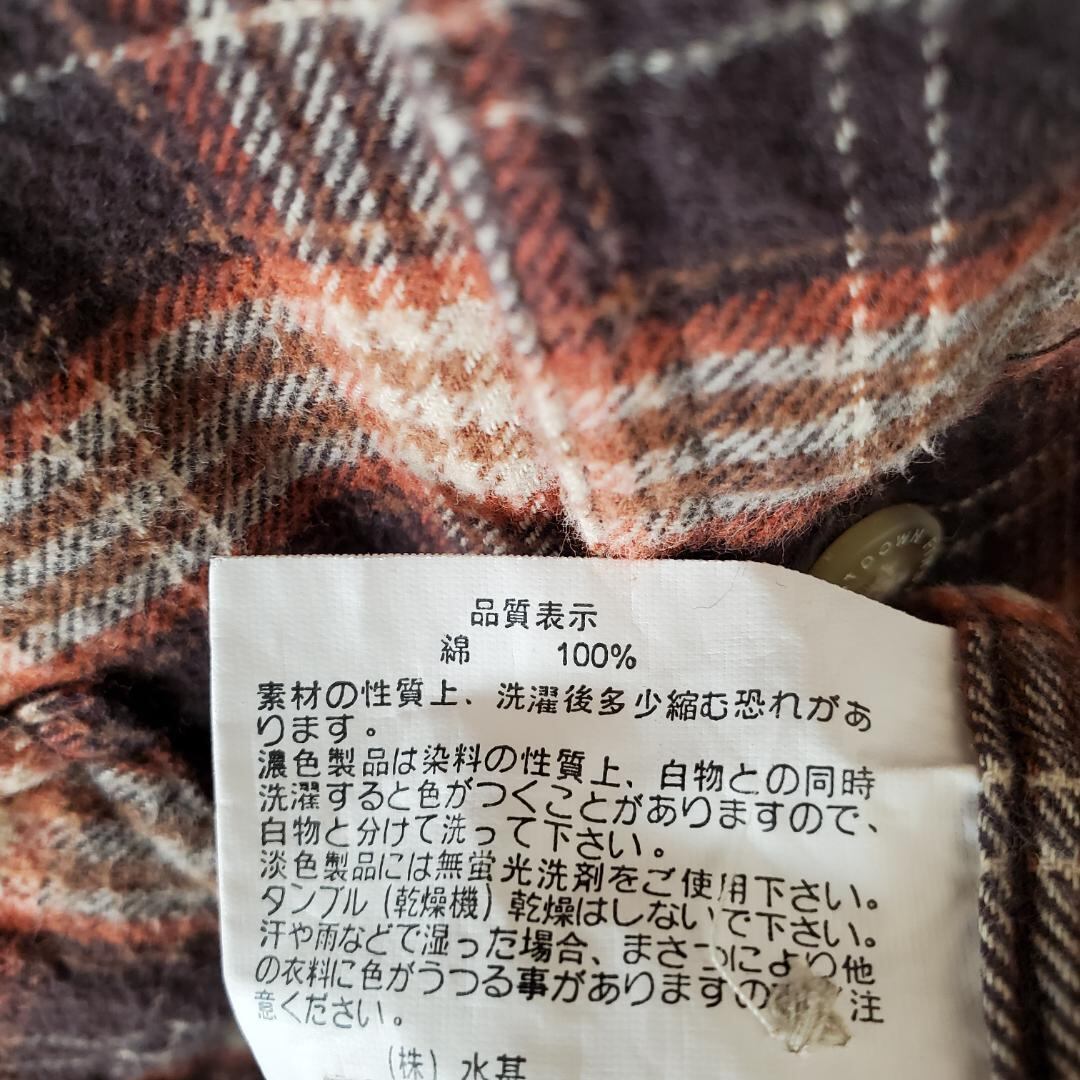 品質表示
綿 100%
素材の性質上、洗濯後多少縮む恐れがあ
ります。
濃色製品は染料の性質上、白物との同時
洗濯すると色がつくことがありますので、
白物と分けて洗って下さい。
淡色製品には無蛍光洗剤をご使用下さい。
タンブル(乾燥機)乾燥はしないで下さい。
汗や雨などで湿った場合、まさつにより他
の衣料に色がうつる事がありますの 注
意ください。
(株)水甚